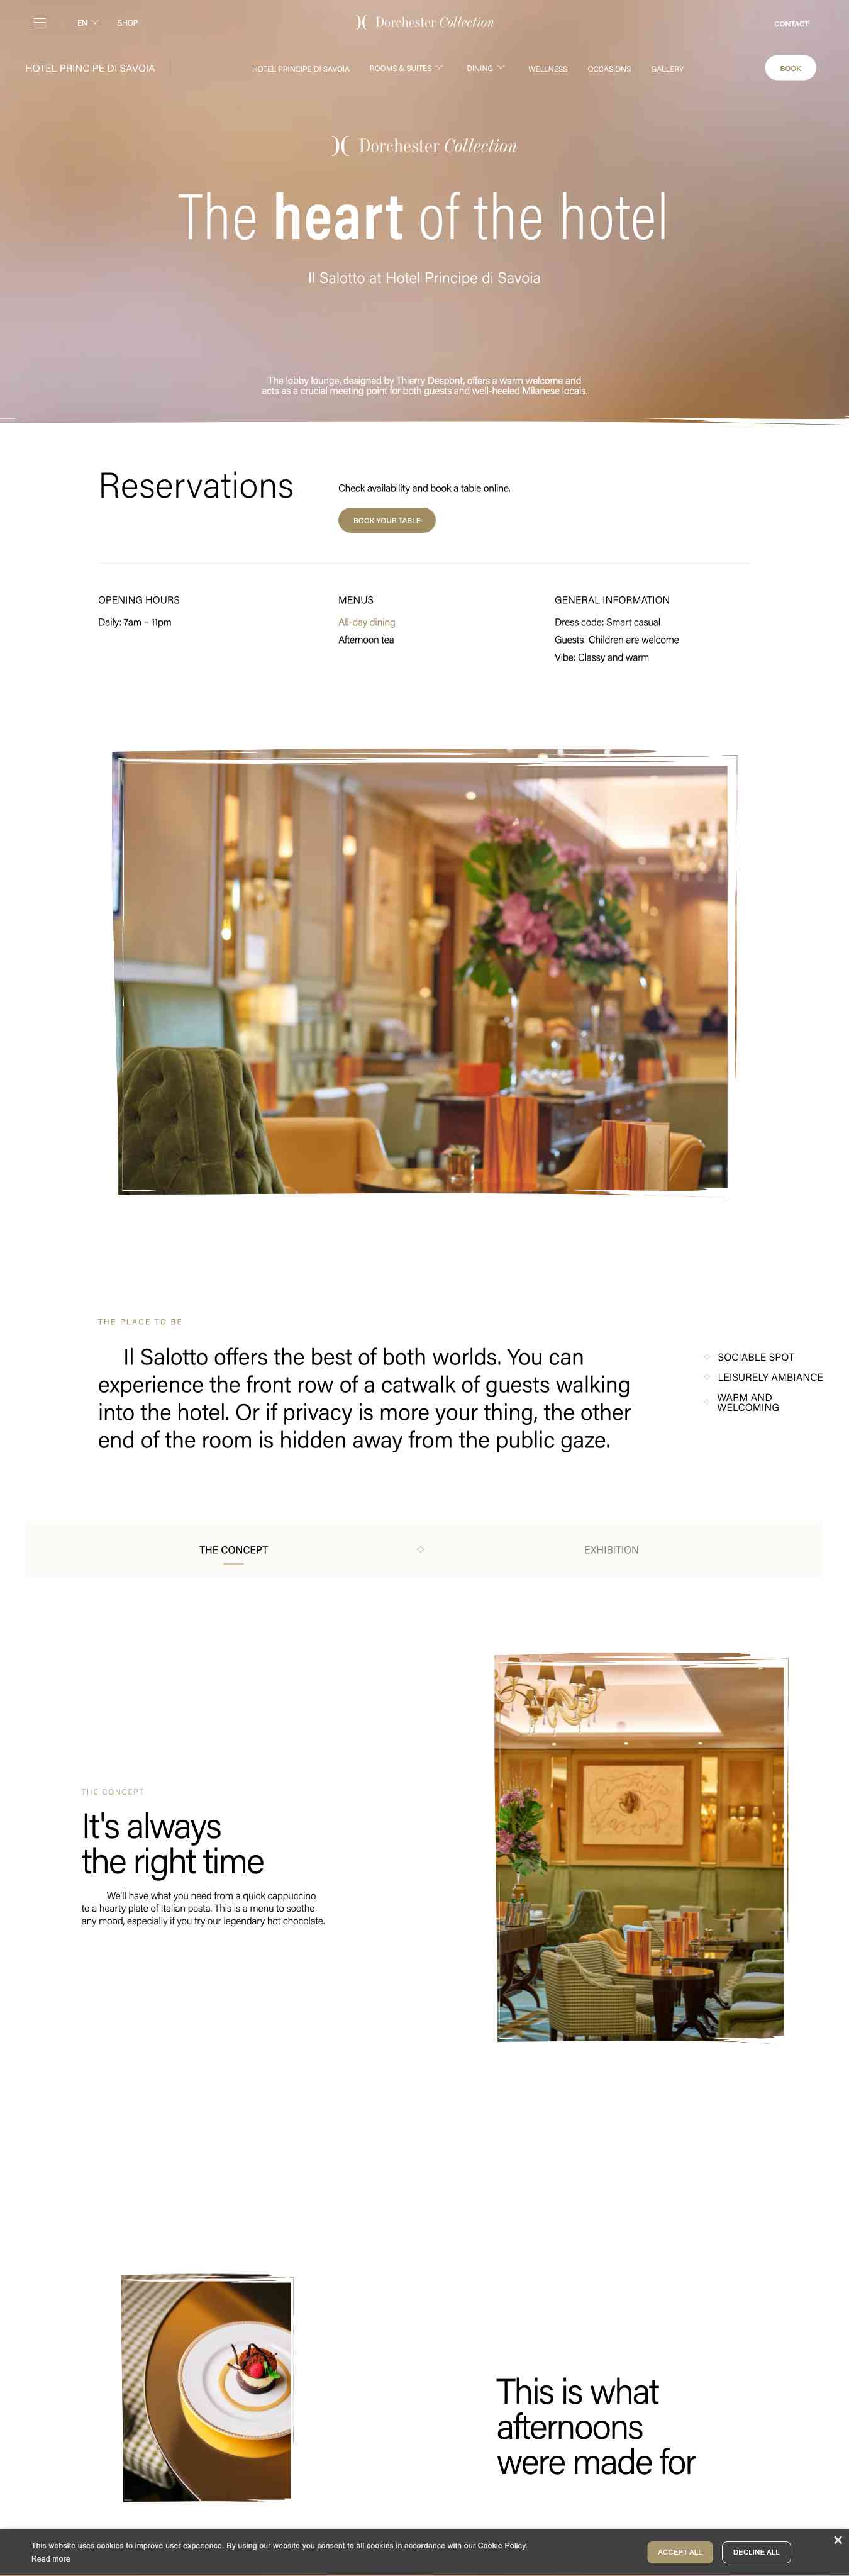 EN SHOP Dorchester Collection CONTACT
HOTEL PRINCIPE DI SAVOIA HOTEL PRINCIPE DI SAVOIA ROOMS & SUITES DINING WELLNESS OCCASIONS GALLERY BOOK
Dorchester Collection
The heart of the hotel
Il Salotto at Hotel Principe di Savoia
The lobby lounge, designed by Thierry Despont, offers a warm welcome and
acts as a crucial meeting point for both guests and well-heeled Milanese locals.
Reservations
Check availability and book a table online.
BOOK YOUR TABLE
OPENING HOURS
Daily: 7am – 11pm
MENUS
All-day dining
Afternoon tea
GENERAL INFORMATION
Dress code: Smart casual
Guests: Children are welcome
Vibe: Classy and warm
THE PLACE TO BE
Il Salotto offers the best of both worlds. You can
experience the front row of a catwalk of guests walking
into the hotel. Or if privacy is more your thing, the other
end of the room is hidden away from the public gaze.
SOCIABLE SPOT
LEISURELY AMBIANCE
WARM AND
WELCOMING
THE CONCEPT EXHIBITION
THE CONCEPT
It's always
the right time
We'll have what you need from a quick cappuccino
to a hearty plate of Italian pasta. This is a menu to soothe
any mood, especially if you try our legendary hot chocolate.
This is what
afternoons
were made for
This website uses cookies to improve user experience. By using our website you consent to all cookies in accordance with our Cookie Policy.
Read more
ACCEPT ALL DECLINE ALL